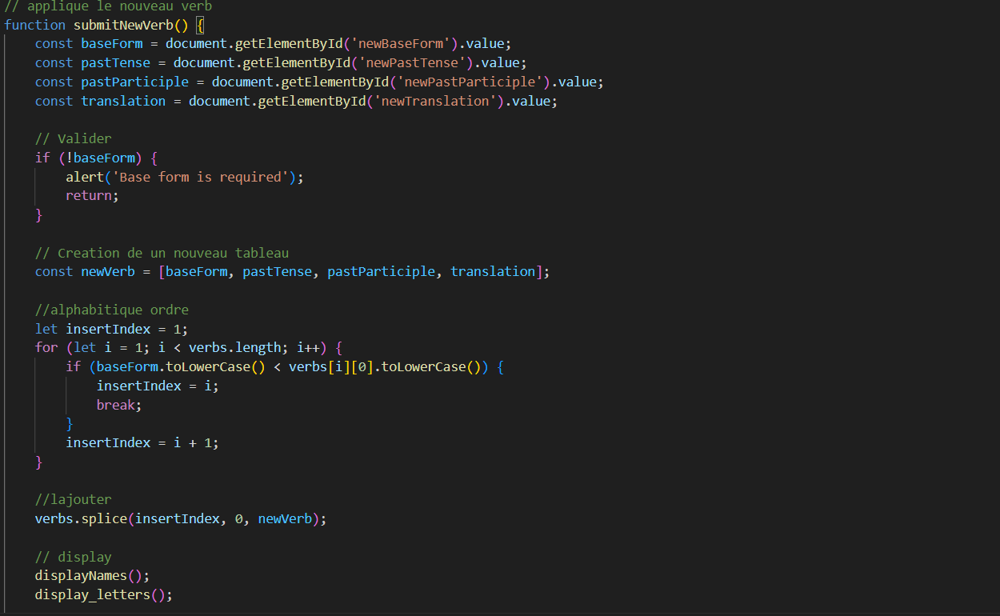 // applique le nouveau verb
function submitNewVerb() {
    const baseForm = document.getElementById('newBaseForm').value;
    const pastTense = document.getElementById('newPastTense').value;
    const pastParticiple = document.getElementById('newPastParticiple').value;
    const translation = document.getElementById('newTranslation').value;

    // Valider
    if (!baseForm) {
        alert('Base form is required');
        return;
    }

    // Creation de un nouveau tableau
    const newVerb = [baseForm, pastTense, pastParticiple, translation];

    //alphabitique ordre
    let insertIndex = 1;
    for (let i = 1; i < verbs.length; i++) {
        if (baseForm.toLowerCase() < verbs[i][0].toLowerCase()) {
            insertIndex = i;
            break;
        }
        insertIndex = i + 1;
    }

    //lajouter
    verbs.splice(insertIndex, 0, newVerb);

    // display
    displayNames();
    display_letters();